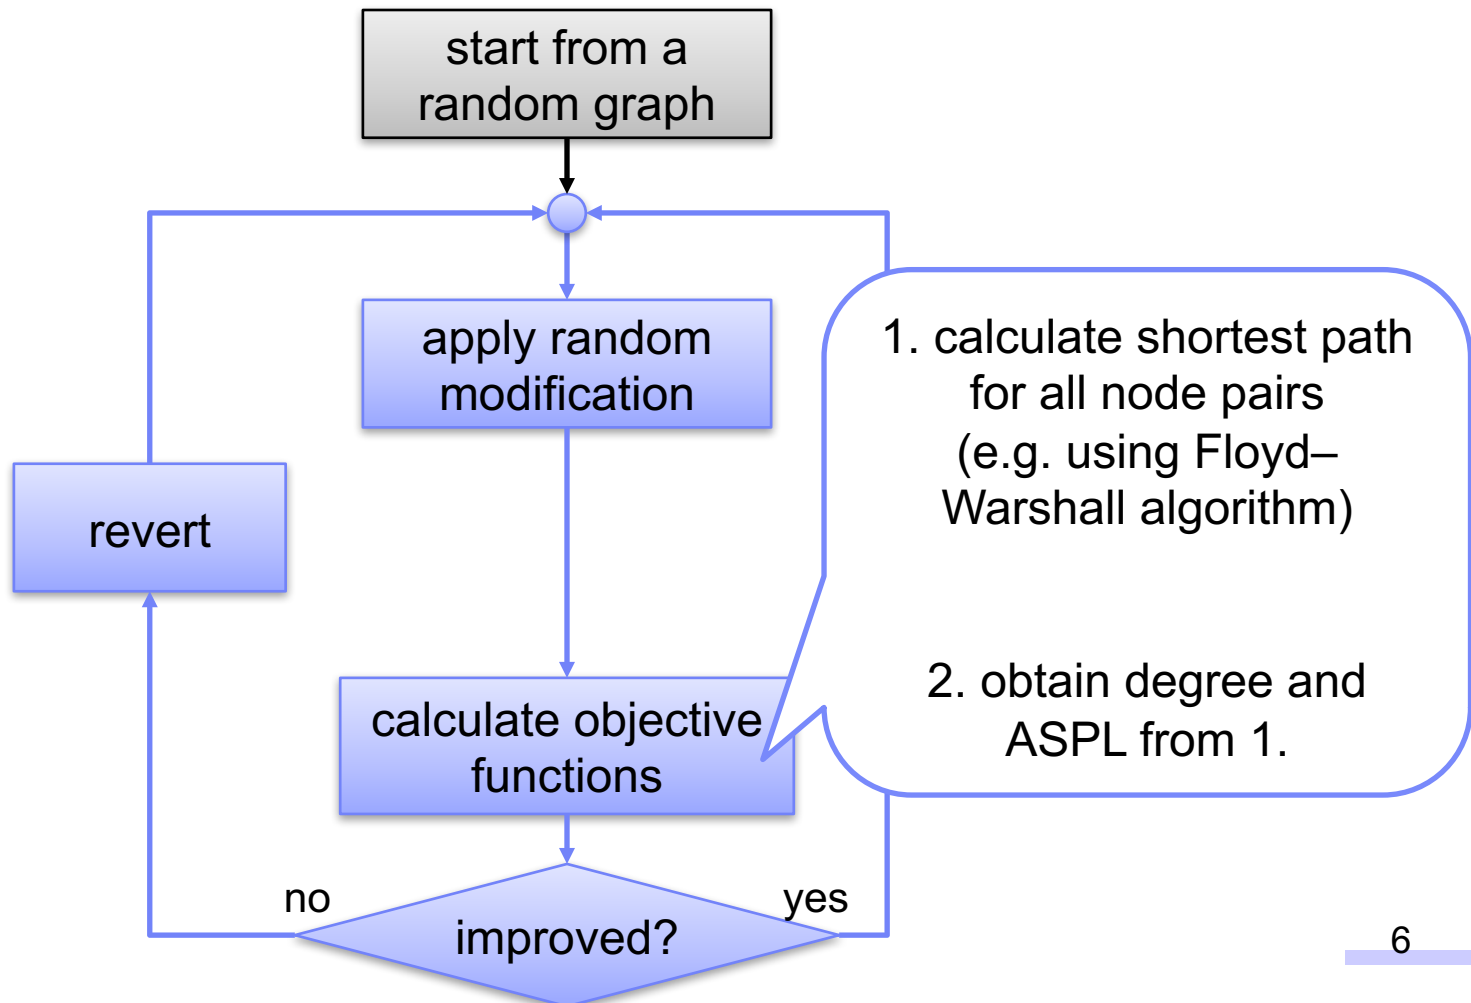 start from a
random graph
apply random
modification
1. calculate shortest path
for all node pairs
(e.g. using Floyd–
Warshall algorithm)
revert
2. obtain degree and
ASPL from 1.
calculate objective
functions
no
yes
improved?
6